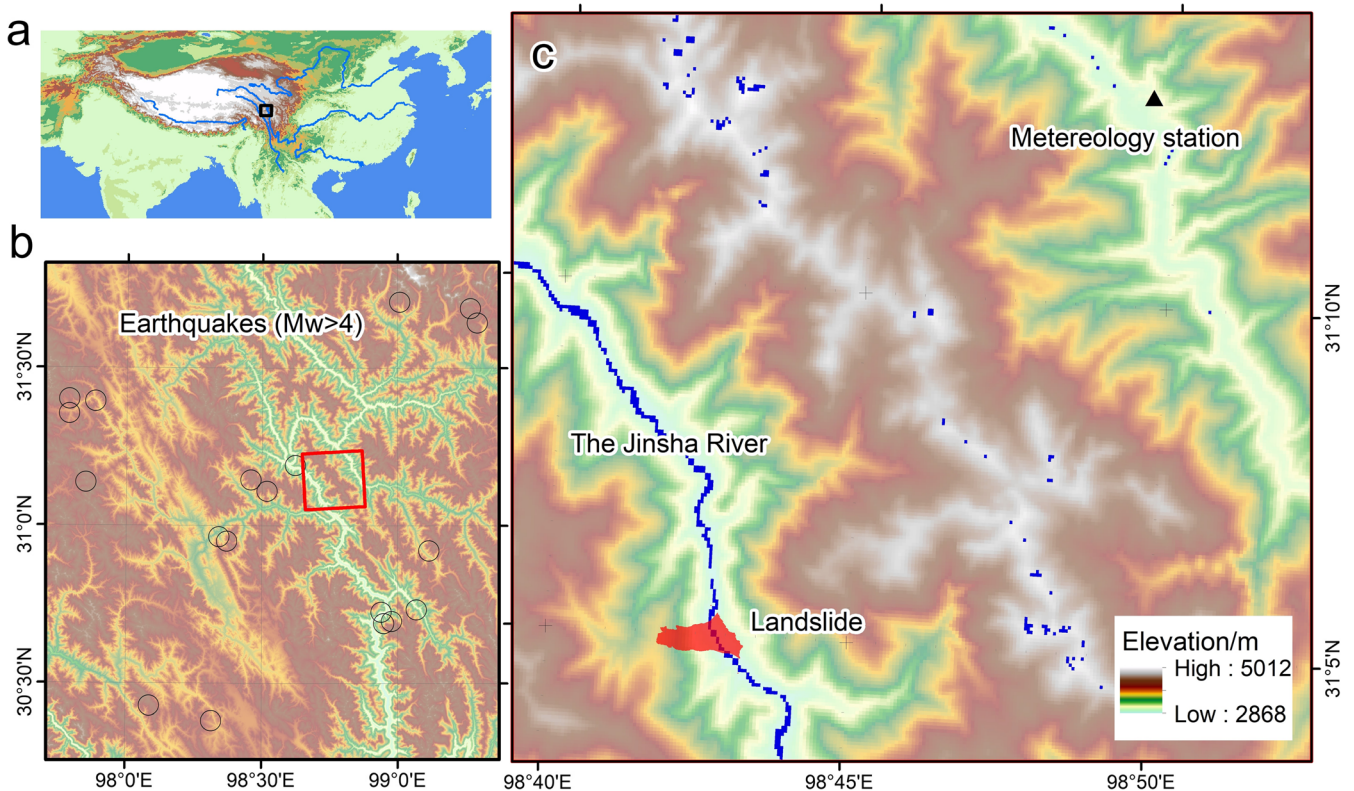 a
b
Earthquakes (Mw>4)
31°30'N
31°0'N
30°30'N
98°0'E
98°30'E
99°0'E
c
Metereology station
The Jinsha River
Landslide
Elevation/m
High : 5012
Low : 2868
31°10'N
31°5'N
98°40'E
98°45'E
98°50'E